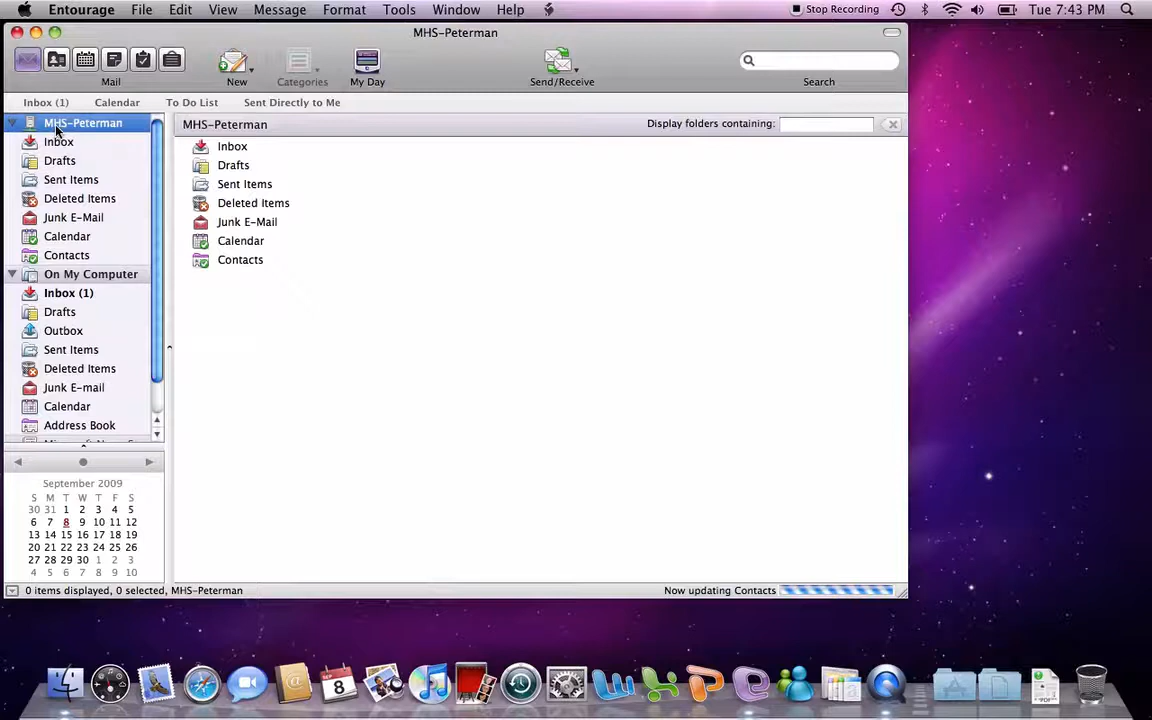 Entourage File Edit View Message Format Tools Window Help Stop Recording Tue 7:43 PM
MHS-Peterman
Mail New Categories My Day Send/Receive Search
Inbox (1) Calendar To Do List Sent Directly to Me
MHS-Peterman
Inbox
Drafts
Sent Items
Deleted Items
Junk E-Mail
Calendar
Contacts
On My Computer
Inbox (1)
Drafts
Outbox
Sent Items
Deleted Items
Junk E-mail
Calendar
Address Book
MHS-Peterman Display folders containing:
Inbox
Drafts
Sent Items
Deleted Items
Junk E-Mail
Calendar
Contacts
September 2009
S M T W T F S
30 31 1 2 3 4 5
6 7 8 9 10 11 12
13 14 15 16 17 18 19
20 21 22 23 24 25 26
27 28 29 30 1 2 3
4 5 6 7 8 9 10
0 items displayed, 0 selected, MHS-Peterman Now updating Contacts
SEP
8